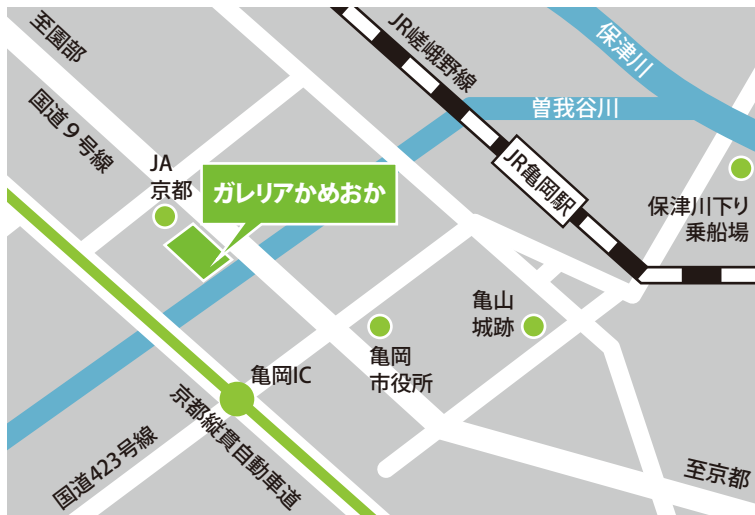 至園部
国道9号線
JR嵯峨野線
保津川
曽我谷川
JA
京都
ガレリアかめおか
JR亀岡駅
保津川下り
乗船場
亀山
城跡
亀岡
市役所
亀岡IC
京都縦貫自動車道
国道423号線
至京都